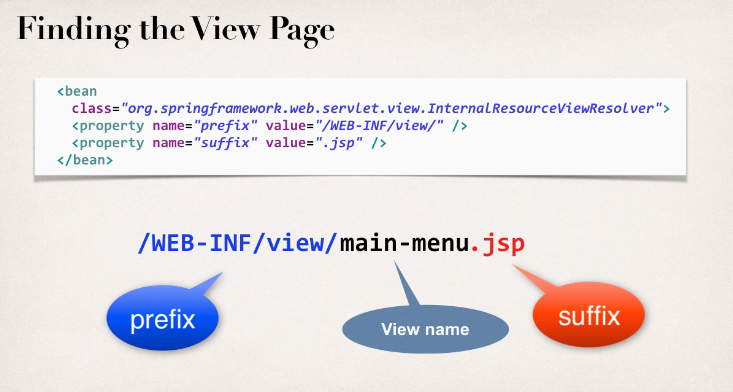 Finding the View Page
<bean
class="org.springframework.web.servlet.view.InternalResourceViewResolver">
<property name="prefix" value="/WEB-INF/view/" />
<property name="suffix" value=".jsp" />
</bean>
/WEB-INF/view/main-menu.jsp
prefix
View name
suffix